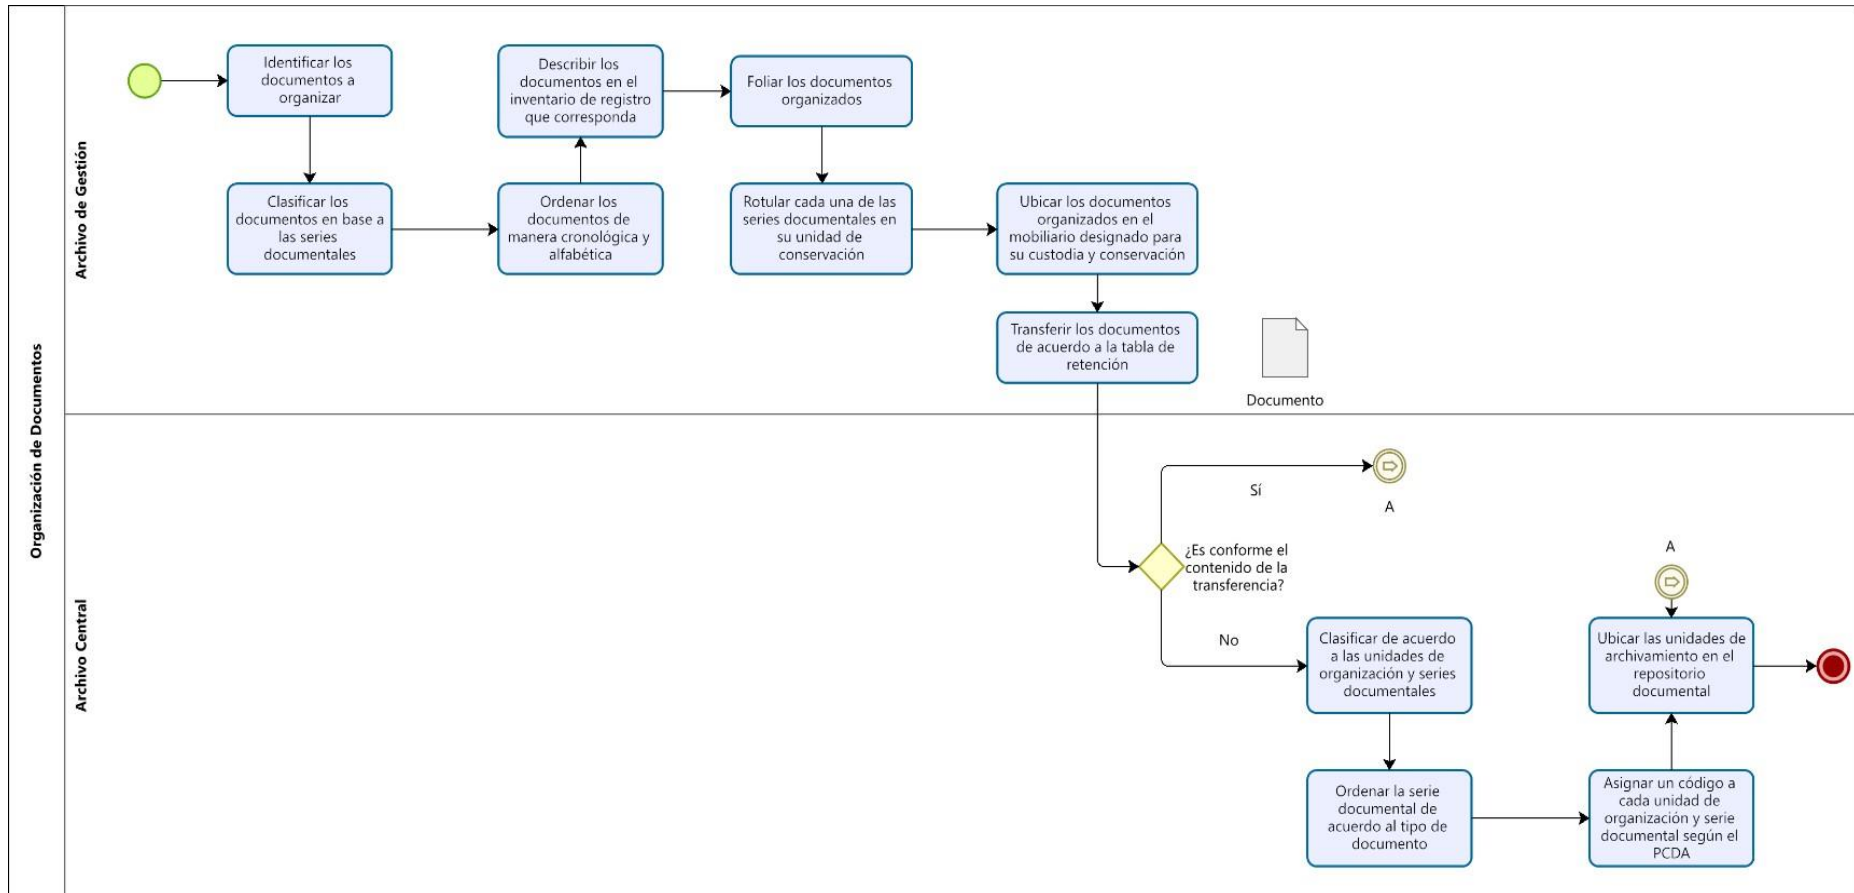 Organización de Documentos
Archivo de Gestión
Identificar los
documentos a
organizar
Clasificar los
documentos en base a
las series
documentales
Ordenar los
documentos de
manera cronológica y
alfabética
Describir los
documentos en el
inventario de registro
que corresponda
Foliar los documentos
organizados
Rotular cada una de las
series documentales en
su unidad de
conservación
Ubicar los documentos
organizados en el
mobiliario designado para
su custodia y conservación
Transferir los documentos
de acuerdo a la tabla de
retención
Documento
Archivo Central
¿Es conforme el
contenido de la
transferencia?
Sí
A
No
Clasificar de acuerdo
a las unidades de
organización y series
documentales
Ordenar la serie
documental de
acuerdo al tipo de
documento
Asignar un código a
cada unidad de
organización y serie
documental según el
PCDA
A
Ubicar las unidades de
archivamiento en el
repositorio
documental